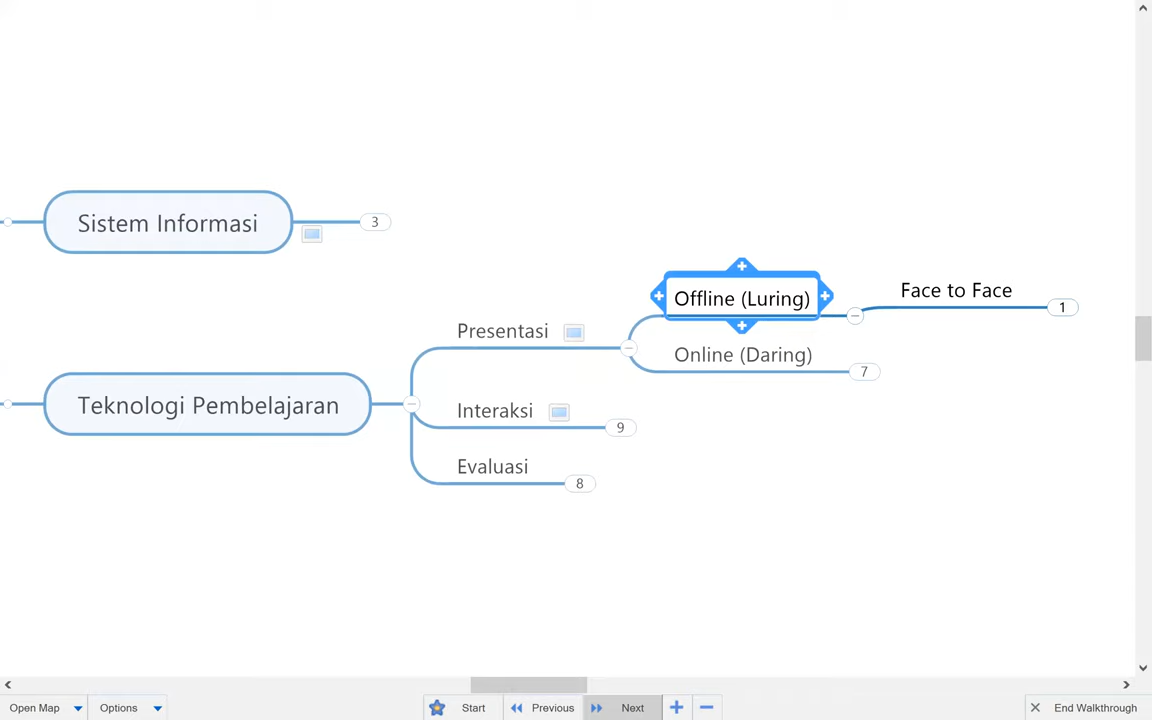 Sistem Informasi
3
Offline (Luring)
Face to Face
1
Presentasi
Online (Daring)
7
Teknologi Pembelajaran
Interaksi
9
Evaluasi
8
Open Map
Options
Start
Previous
Next
End Walkthrough